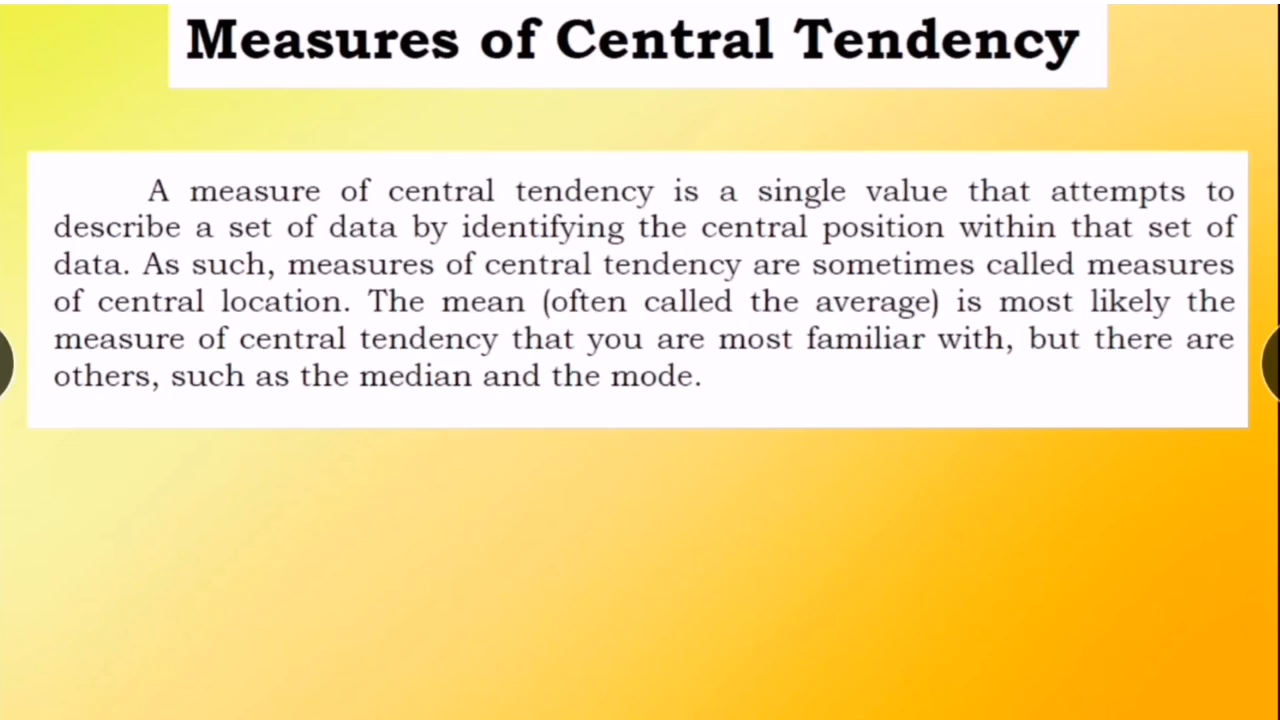 Measures of Central Tendency
A measure of central tendency is a single value that attempts to
describe a set of data by identifying the central position within that set of
data. As such, measures of central tendency are sometimes called measures
of central location. The mean (often called the average) is most likely the
measure of central tendency that you are most familiar with, but there are
others, such as the median and the mode.